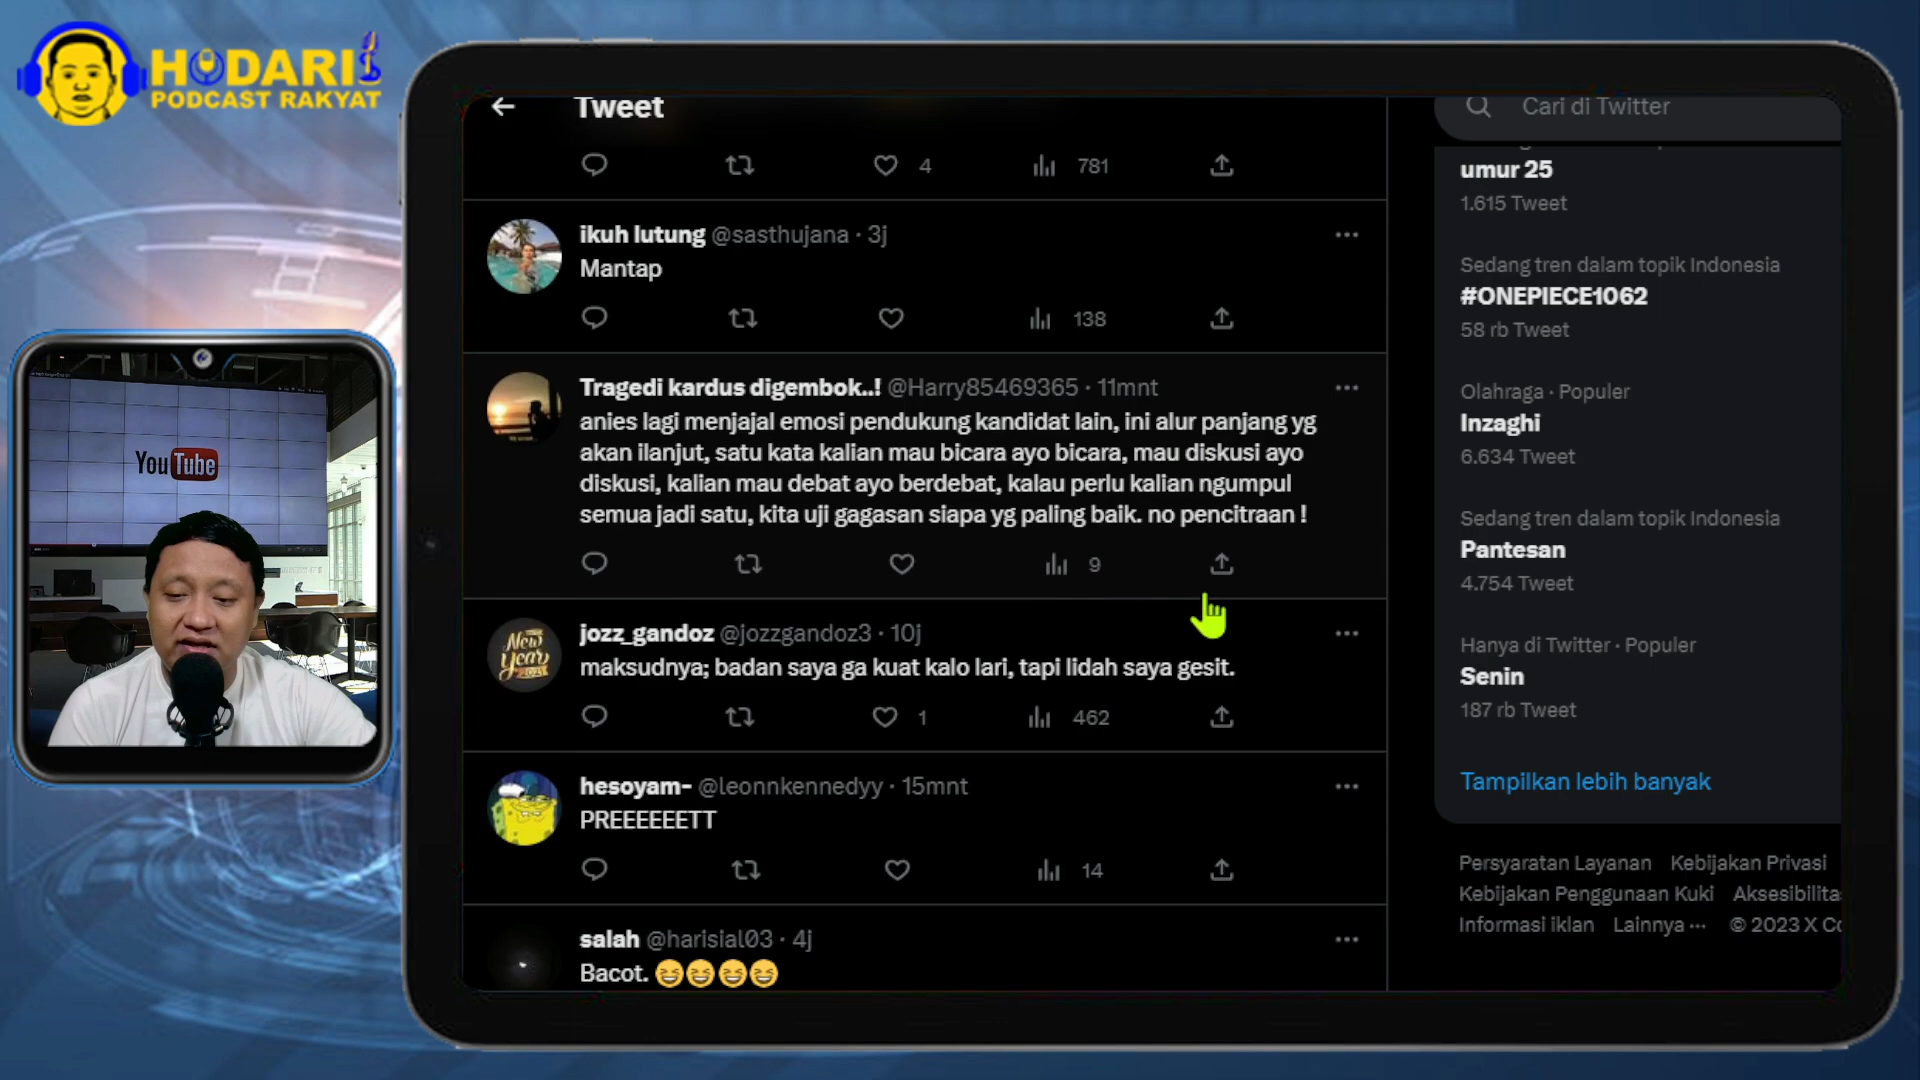 HODARI
PODCAST RAKYAT
YouTube
Tweet
4
781
ikuh lutung @sasthujana · 3j
Mantap
138
Tragedi kardus digembok..! @Harry85469365 · 11mnt
anies lagi menjajal emosi pendukung kandidat lain, ini alur panjang yg
akan ilanjut, satu kata kalian mau bicara ayo bicara, mau diskusi ayo
diskusi, kalian mau debat ayo berdebat, kalau perlu kalian ngumpul
semua jadi satu, kita uji gagasan siapa yg paling baik. no pencitraan !
9
New
Year
jozz_gandoz @jozzgandoz3 · 10j
maksudnya; badan saya ga kuat kalo lari, tapi lidah saya gesit.
1
462
hesoyam- @leonnkennedyy · 15mnt
PREEEEEETT
14
salah @harisial03 · 4j
Bacot. 😆😆😆😆
Cari di Twitter
umur 25
1.615 Tweet
Sedang tren dalam topik Indonesia
#ONEPIECE1062
58 rb Tweet
Olahraga · Populer
Inzaghi
6.634 Tweet
Sedang tren dalam topik Indonesia
Pantesan
4.754 Tweet
Hanya di Twitter · Populer
Senin
187 rb Tweet
Tampilkan lebih banyak
Persyaratan Layanan Kebijakan Privasi
Kebijakan Penggunaan Kuki Aksesibilitas
Informasi iklan Lainnya ··· © 2023 X Co